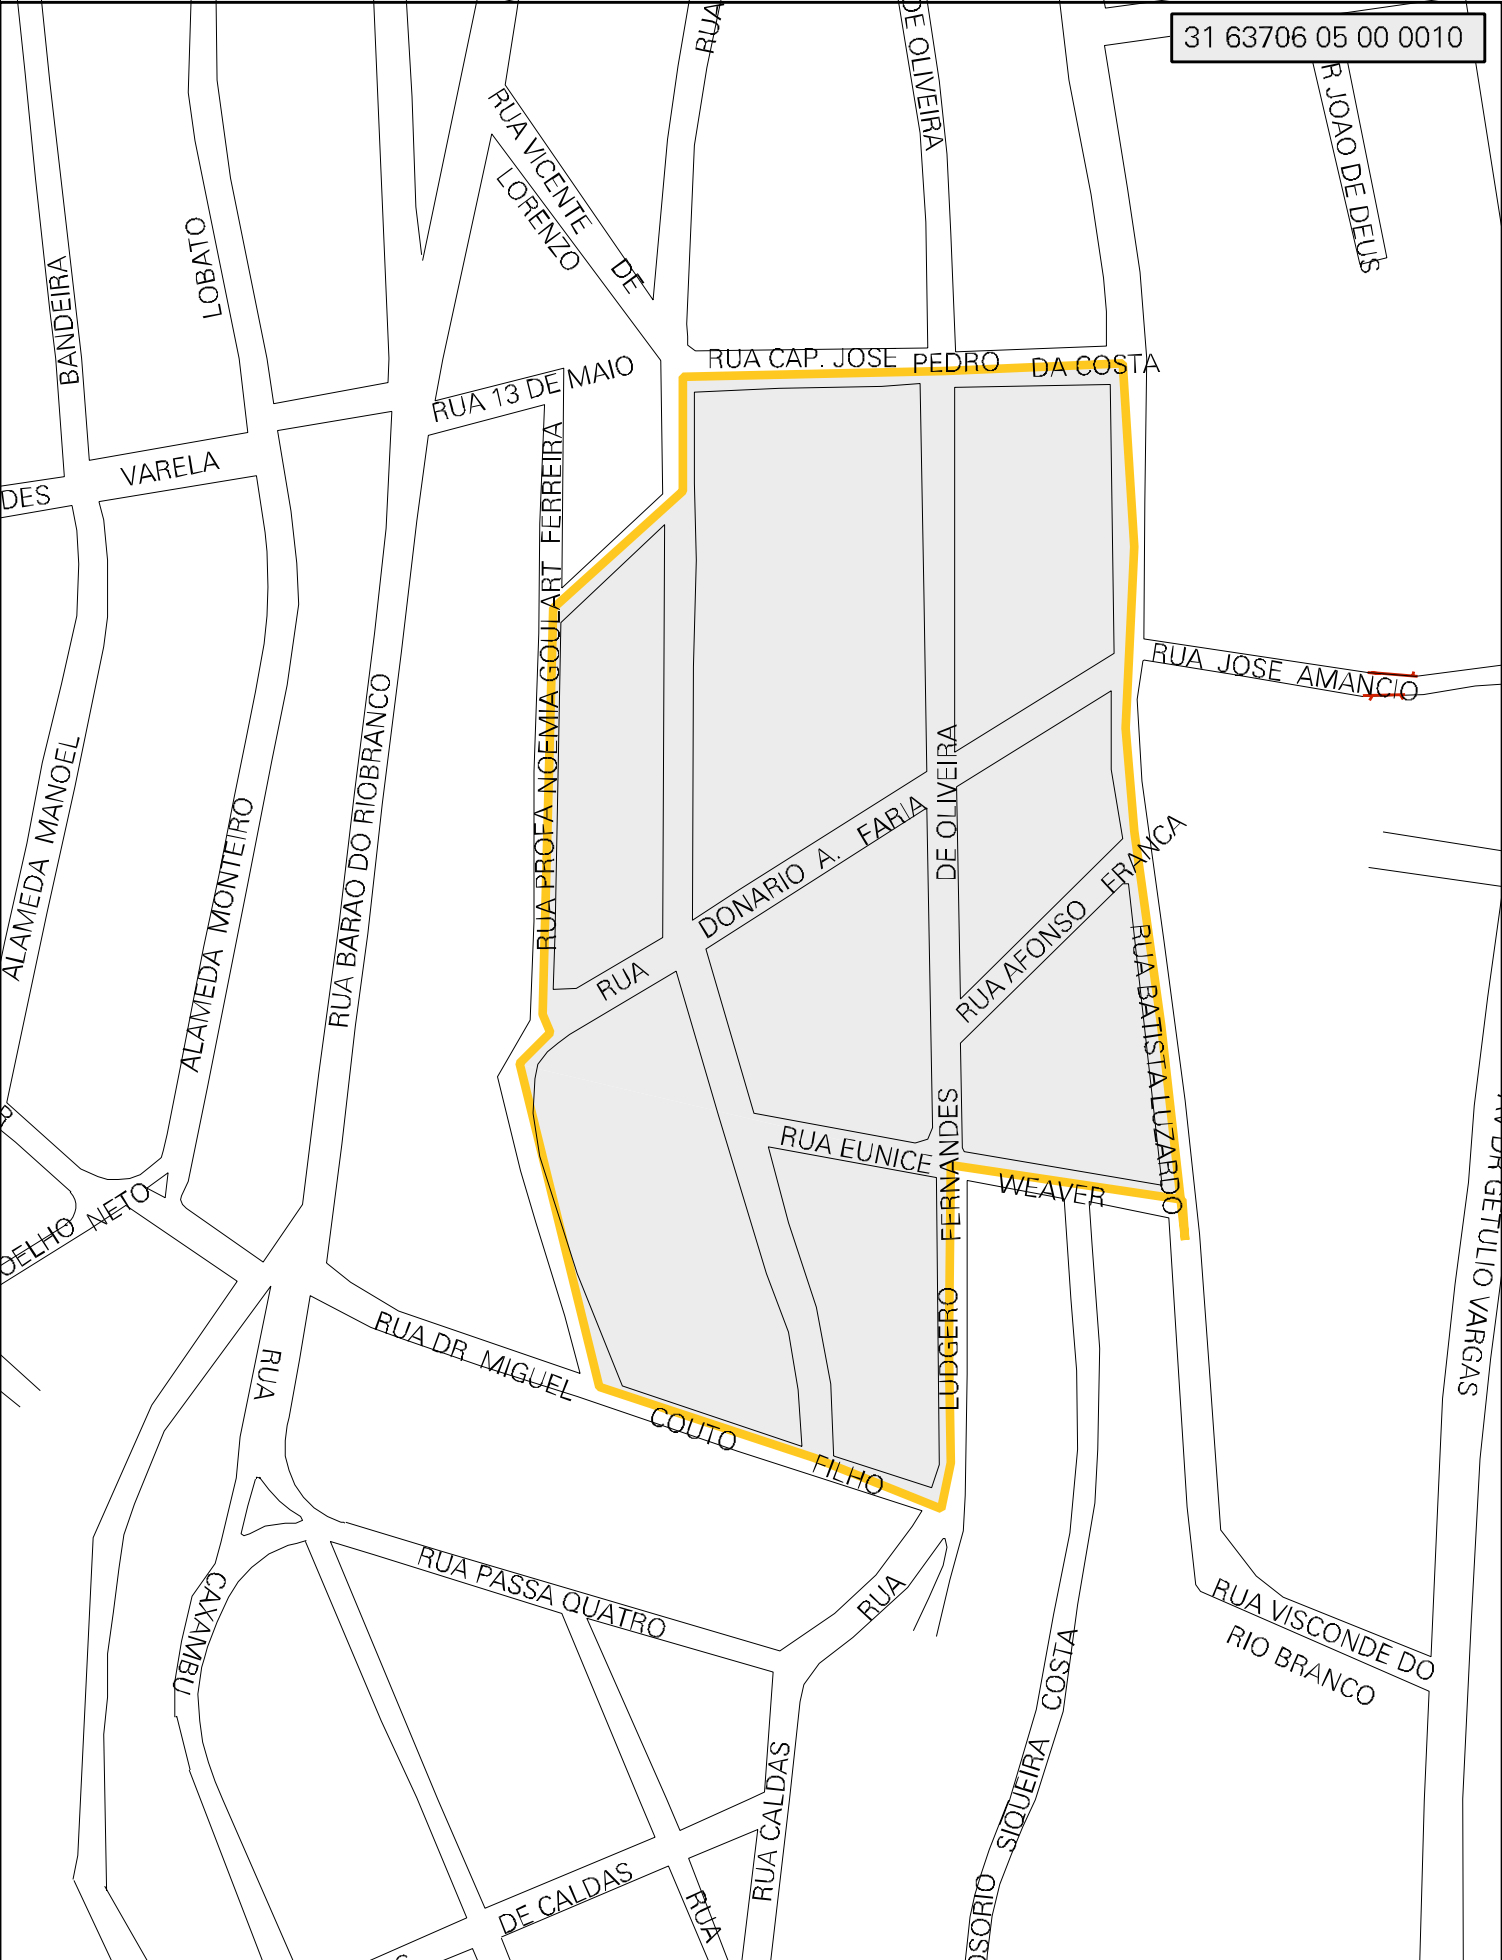 31 63706 05 00 0010
RUA
DE OLIVEIRA
R JOAO DE DEUS
RUA VICENTE DE
LORENZO
LOBATO
BANDEIRA
RUA CAP. JOSE PEDRO DA COSTA
RUA 13 DE MAIO
VARELA
DES
RUA PROFA NOEMIA GOULART FERREIRA
RUA JOSE AMANCIO
ALAMEDA MANOEL
ALAMEDA MONTEIRO
RUA BARAO DO RIOBRANCO
RUA DONARIO A. FARIA
LUDGERO FERNANDES DE OLIVEIRA
RUA AFONSO FRANCA
RUA BATISTA LUZARDO
RUA EUNICE WEAVER
AV DR GETULIO VARGAS
OELHO NETO
RUA DR MIGUEL COUTO FILHO
RUA
CAXAMBU
RUA PASSA QUATRO
RUA
RUA VISCONDE DO
RIO BRANCO
OSORIO SIQUEIRA COSTA
RUA CALDAS
DE CALDAS
RUA